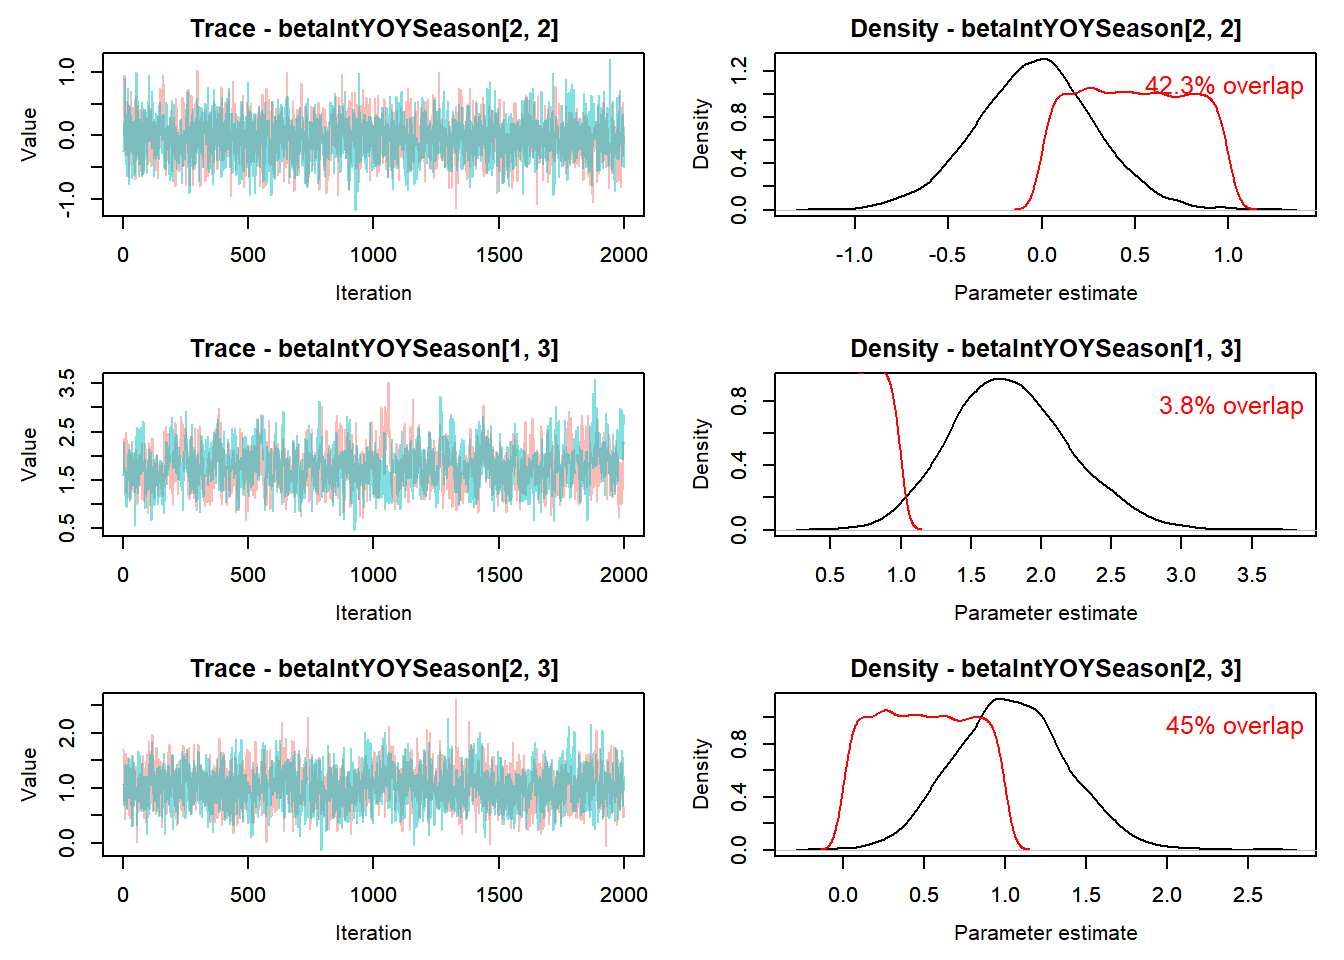 Trace - betaIntYOYSeason[2, 2]
Value
1.0
0.0
-1.0
0 500 1000 1500 2000
Iteration
Density - betaIntYOYSeason[2, 2]
42.3% overlap
Density
1.2
0.8
0.4
0.0
-1.0 -0.5 0.0 0.5 1.0
Parameter estimate
Trace - betaIntYOYSeason[1, 3]
Value
3.5
2.5
1.5
0.5
0 500 1000 1500 2000
Iteration
Density - betaIntYOYSeason[1, 3]
3.8% overlap
Density
0.8
0.4
0.0
0.5 1.0 1.5 2.0 2.5 3.0 3.5
Parameter estimate
Trace - betaIntYOYSeason[2, 3]
Value
2.0
1.0
0.0
0 500 1000 1500 2000
Iteration
Density - betaIntYOYSeason[2, 3]
45% overlap
Density
0.8
0.4
0.0
0.0 0.5 1.0 1.5 2.0 2.5
Parameter estimate